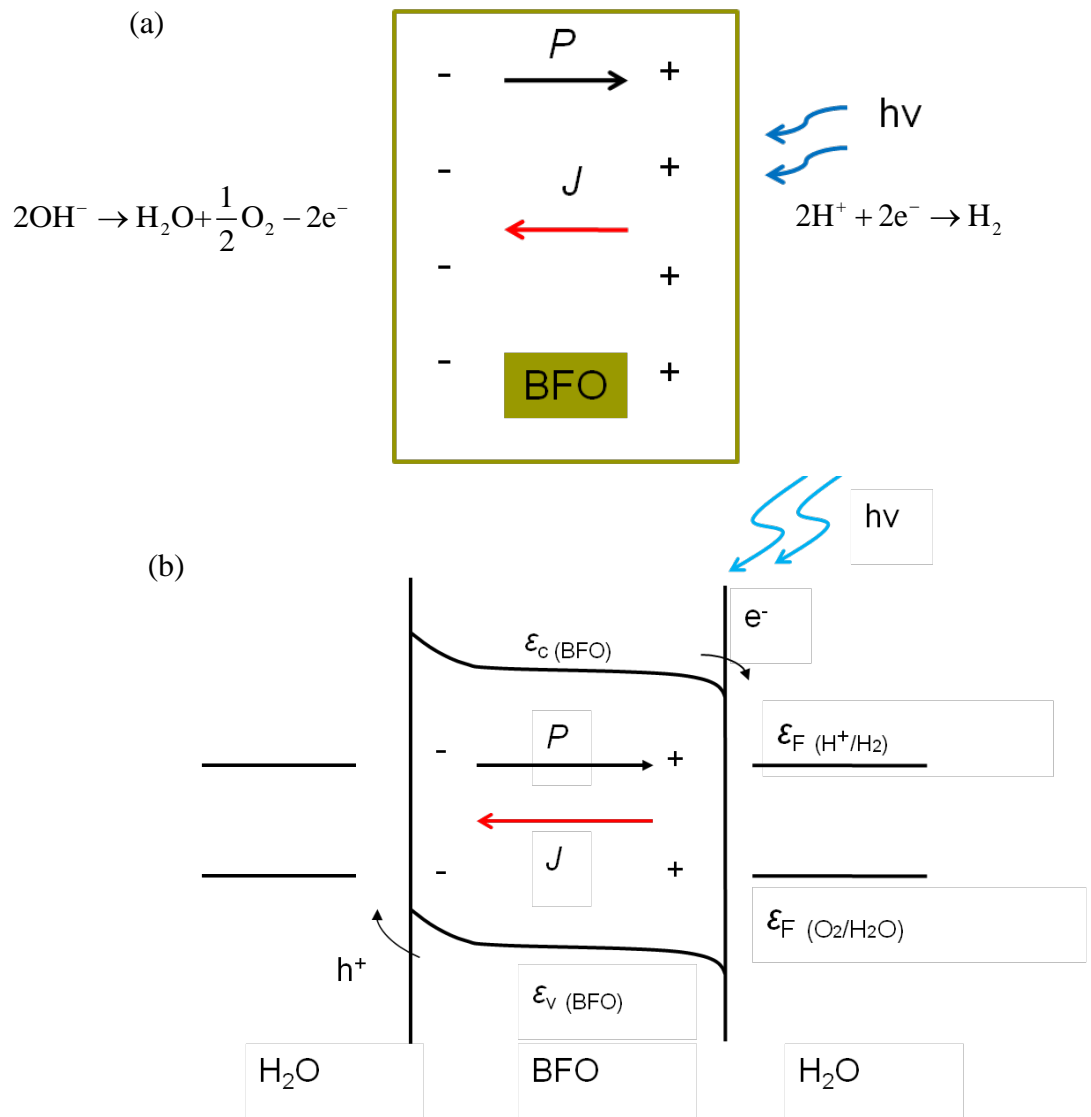 (a)
P
- +
hν
- +
J
2OH⁻ → H₂O+½O₂ − 2e⁻
2H⁺ + 2e⁻ → H₂
- +
- +
BFO
hν
(b)
e-
εc (BFO)
εF (H⁺/H2)
- P +
- J +
εF (O2/H2O)
h+
εv (BFO)
H2O BFO H2O